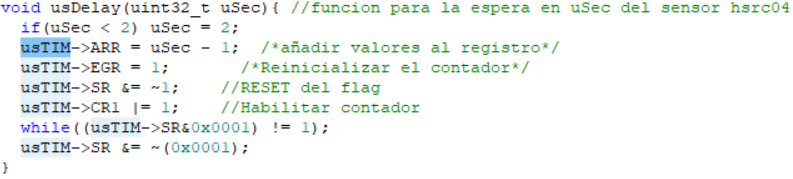 void usDelay(uint32_t uSec){ //funcion para la espera en uSec del sensor hsrc04
if(uSec < 2) uSec = 2;
usTIM->ARR = uSec - 1; /*añadir valores al registro*/
usTIM->EGR = 1; /*Reinicializar el contador*/
usTIM->SR &= ~1; //RESET del flag
usTIM->CR1 |= 1; //Habilitar contador
while((usTIM->SR&0x0001) != 1);
usTIM->SR &= ~(0x0001);
}